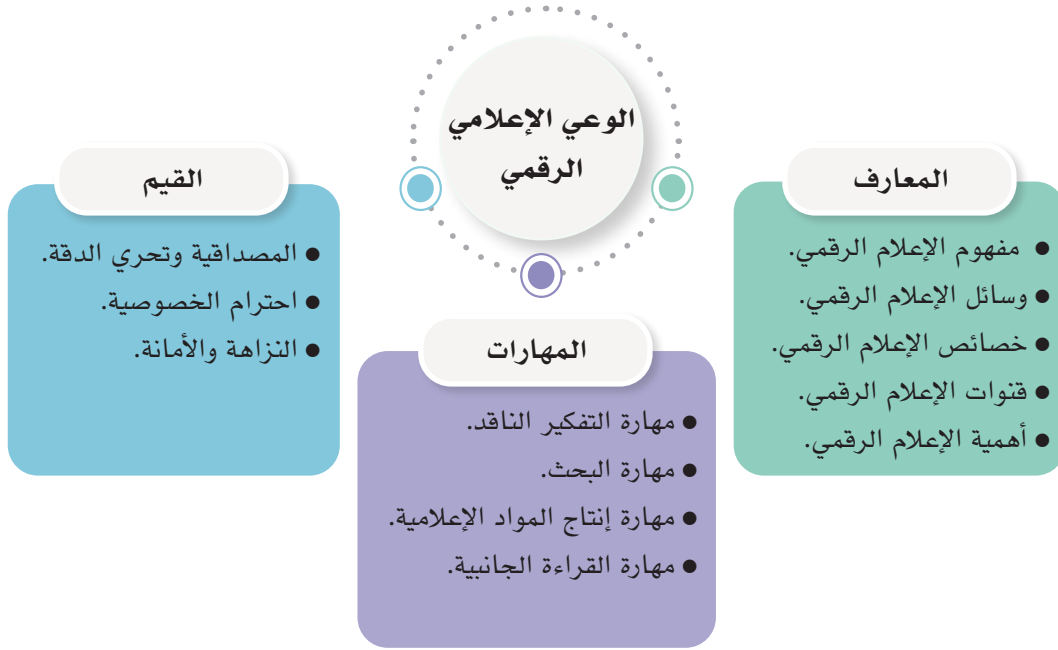 الوعي الإعلامي
الرقمي
المعارف
● مفهوم الإعلام الرقمي.
● وسائل الإعلام الرقمي.
● خصائص الإعلام الرقمي.
● قنوات الإعلام الرقمي.
● أهمية الإعلام الرقمي.
المهارات
● مهارة التفكير الناقد.
● مهارة البحث.
● مهارة إنتاج المواد الإعلامية.
● مهارة القراءة الجانبية.
القيم
● المصداقية وتحري الدقة.
● احترام الخصوصية.
● النزاهة والأمانة.